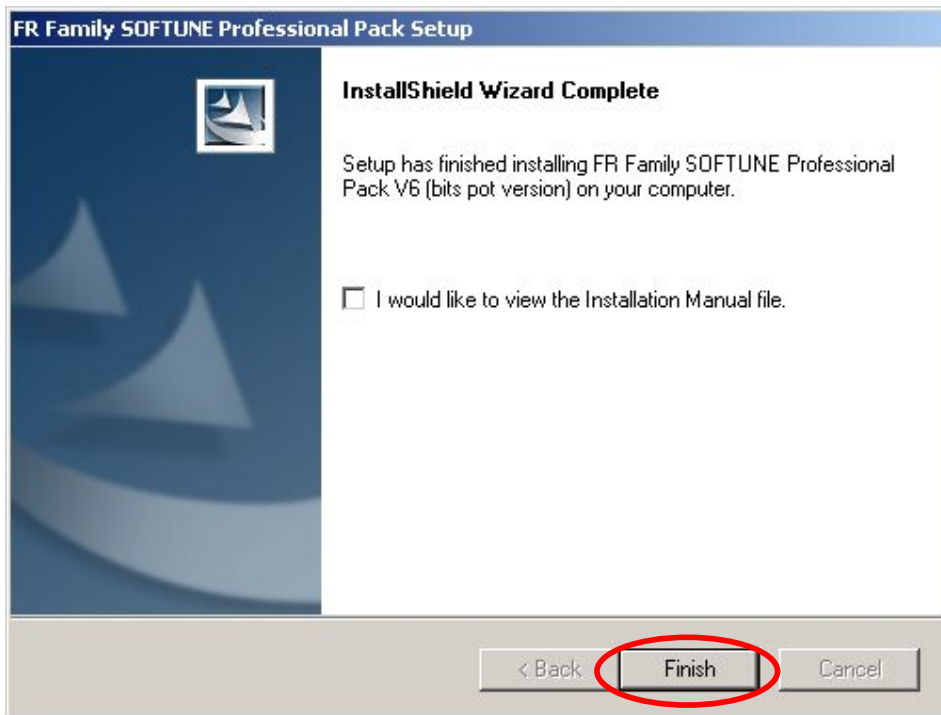 FR Family SOFTUNE Professional Pack Setup
InstallShield Wizard Complete
Setup has finished installing FR Family SOFTUNE Professional
Pack V6 (bits pot version) on your computer.
I would like to view the Installation Manual file.
< Back Finish Cancel